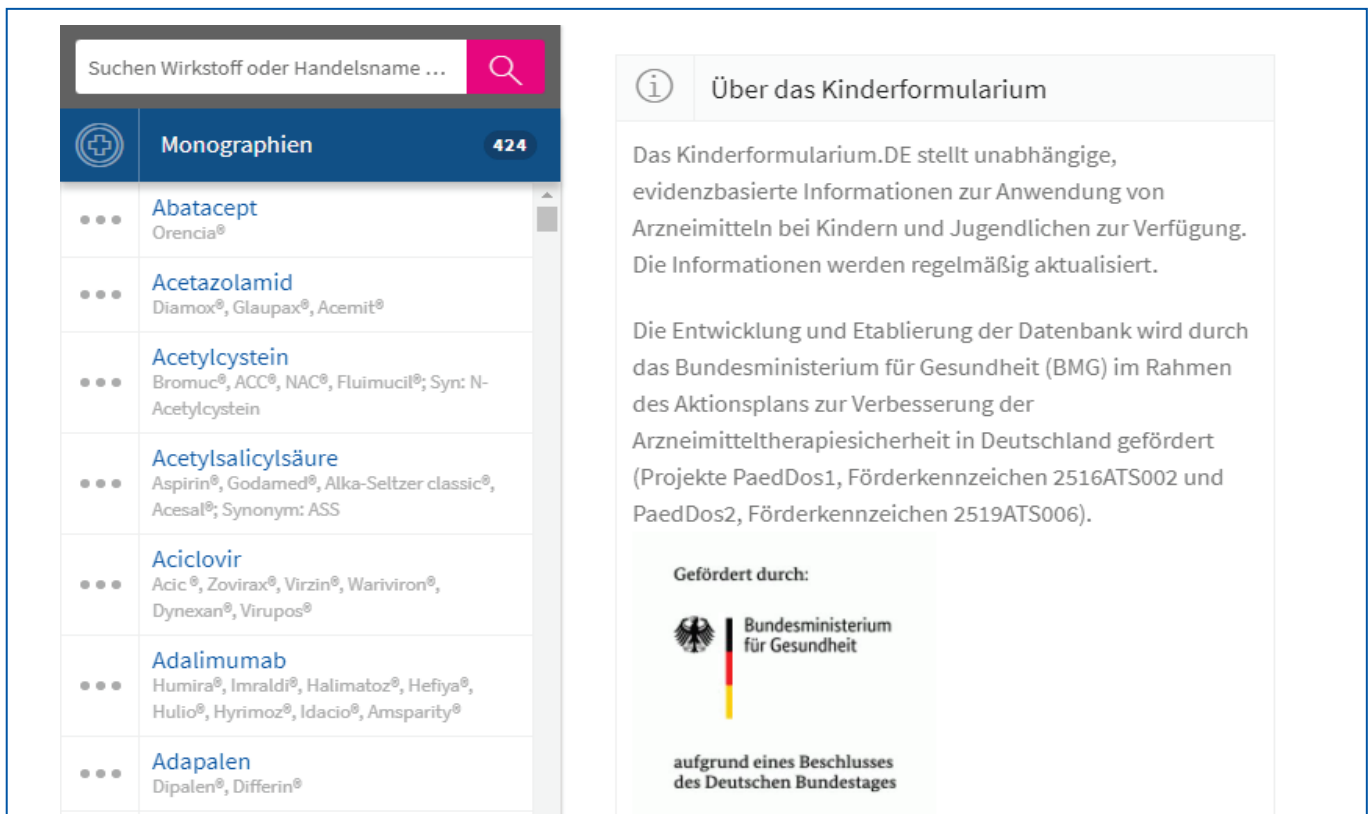 Suchen Wirkstoff oder Handelsname ...
Monographien 424
Abatacept
Orencia®
Acetazolamid
Diamox®, Glaupax®, Acemit®
Acetylcystein
Bromuc®, ACC®, NAC®, Fluimucil®; Syn: N-
Acetylcystein
Acetylsalicylsäure
Aspirin®, Godamed®, Alka-Seltzer classic®,
Acesal®; Synonym: ASS
Aciclovir
Acic ®, Zovirax®, Virzin®, Wariviron®,
Dynexan®, Virupos®
Adalimumab
Humira®, Imraldi®, Halimatoz®, Hefiya®,
Hulio®, Hyrimoz®, Idacio®, Amsparity®
Adapalen
Dipalen®, Differin®
Über das Kinderformularium
Das Kinderformularium.DE stellt unabhängige,
evidenzbasierte Informationen zur Anwendung von
Arzneimitteln bei Kindern und Jugendlichen zur Verfügung.
Die Informationen werden regelmäßig aktualisiert.
Die Entwicklung und Etablierung der Datenbank wird durch
das Bundesministerium für Gesundheit (BMG) im Rahmen
des Aktionsplans zur Verbesserung der
Arzneimitteltherapiesicherheit in Deutschland gefördert
(Projekte PaedDos1, Förderkennzeichen 2516ATS002 und
PaedDos2, Förderkennzeichen 2519ATS006).
Gefördert durch:
Bundesministerium
für Gesundheit
aufgrund eines Beschlusses
des Deutschen Bundestages